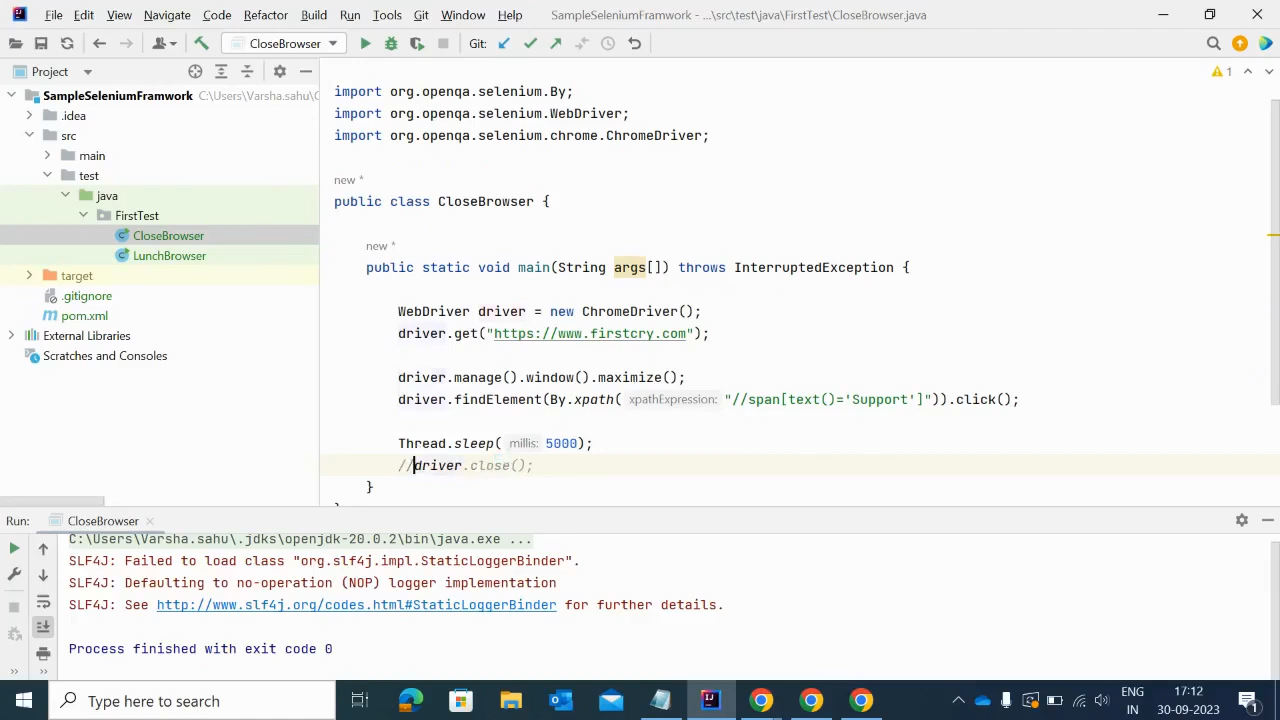 File Edit View Navigate Code Refactor Build Run Tools Git Window Help SampleSeleniumFramwork - ...\src\test\java\FirstTest\CloseBrowser.java
CloseBrowser Git:
Project
1
SampleSeleniumFramwork C:\Users\Varsha.sahu\
.idea
src
main
test
java
FirstTest
CloseBrowser
LunchBrowser
target
.gitignore
pom.xml
External Libraries
Scratches and Consoles
import org.openqa.selenium.By;
import org.openqa.selenium.WebDriver;
import org.openqa.selenium.chrome.ChromeDriver;
new *
public class CloseBrowser {
new *
public static void main(String args[]) throws InterruptedException {
WebDriver driver = new ChromeDriver();
driver.get("https://www.firstcry.com");
driver.manage().window().maximize();
driver.findElement(By.xpath( xpathExpression: "//span[text()='Support']")).click();
Thread.sleep( millis: 5000);
//driver.close();
}
Run: CloseBrowser
C:\Users\Varsha.sahu\.jdks\openjdk-20.0.2\bin\java.exe ...
SLF4J: Failed to load class "org.slf4j.impl.StaticLoggerBinder".
SLF4J: Defaulting to no-operation (NOP) logger implementation
SLF4J: See http://www.slf4j.org/codes.html#StaticLoggerBinder for further details.
Process finished with exit code 0
Type here to search
ENG
IN
17:12
30-09-2023
1